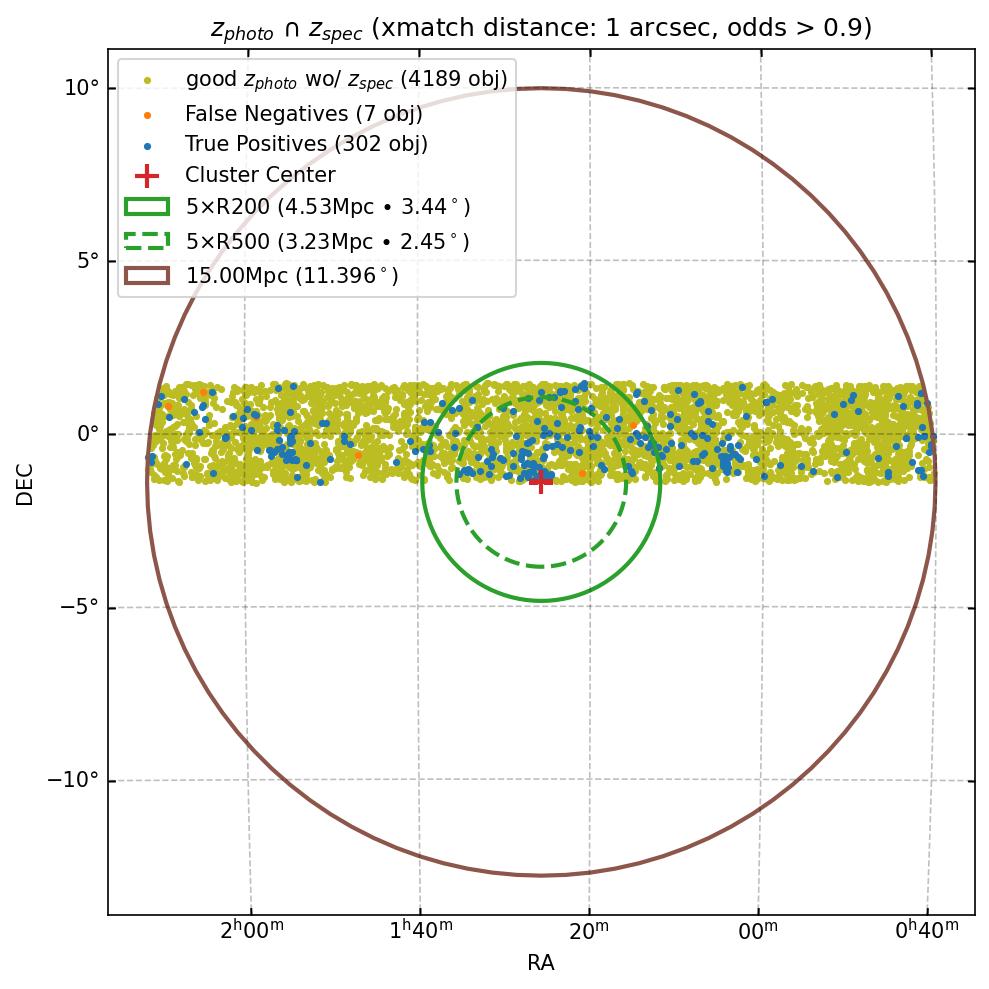 z_photo ∩ z_spec (xmatch distance: 1 arcsec, odds > 0.9)
good z_photo wo/ z_spec (4189 obj)
False Negatives (7 obj)
True Positives (302 obj)
Cluster Center
5×R200 (4.53Mpc • 3.44°)
5×R500 (3.23Mpc • 2.45°)
15.00Mpc (11.396°)
10°
5°
0°
−5°
−10°
DEC
2ʰ00ᵐ 1ʰ40ᵐ 20ᵐ 00ᵐ 0ʰ40ᵐ
RA